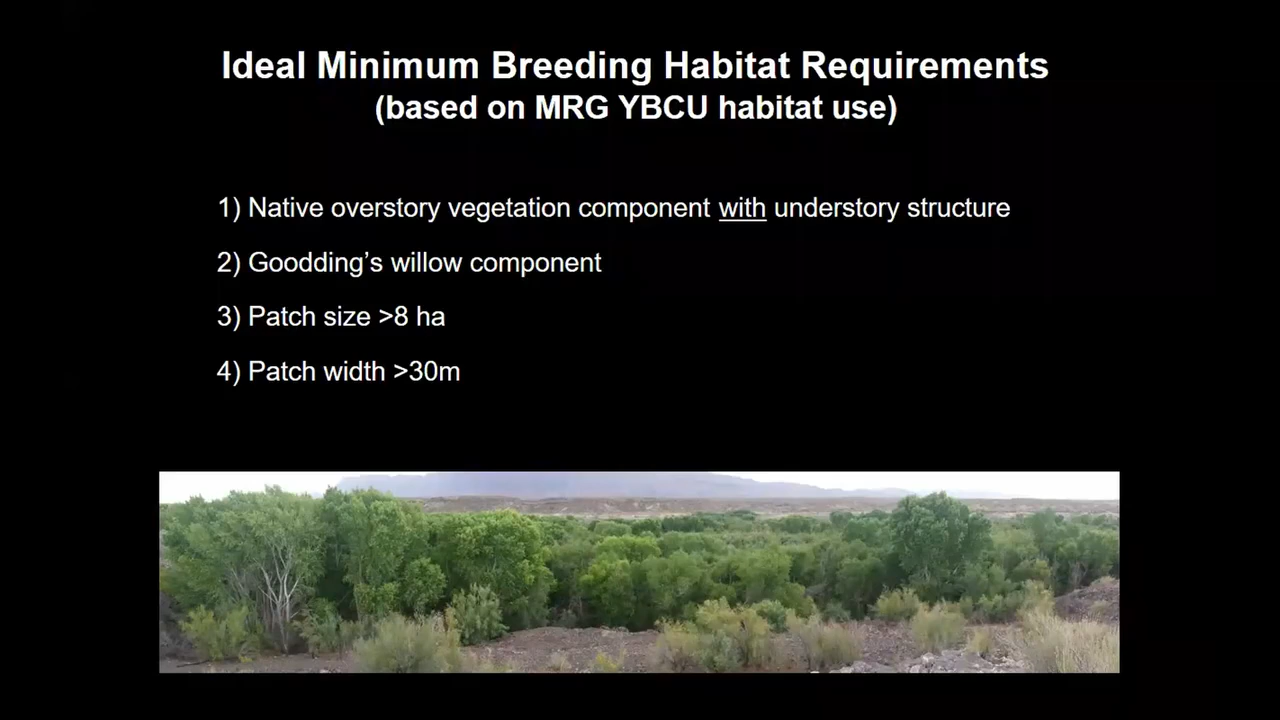 Ideal Minimum Breeding Habitat Requirements
(based on MRG YBCU habitat use)
1) Native overstory vegetation component with understory structure
2) Goodding’s willow component
3) Patch size >8 ha
4) Patch width >30m